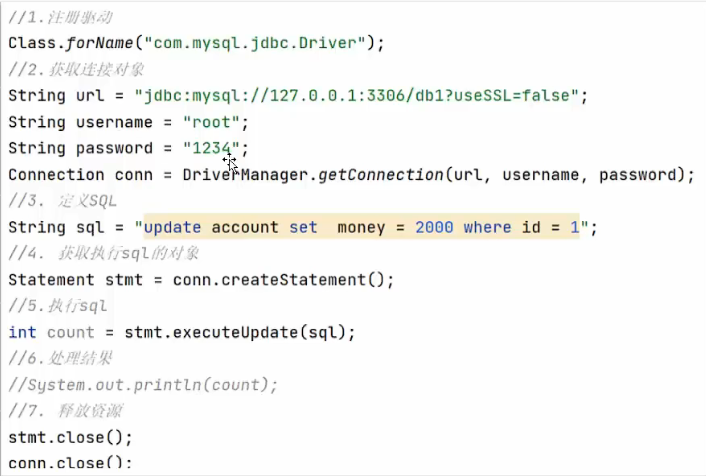 //1.注册驱动
Class.forName("com.mysql.jdbc.Driver");
//2.获取连接对象
String url = "jdbc:mysql://127.0.0.1:3306/db1?useSSL=false";
String username = "root";
String password = "1234";
Connection conn = DriverManager.getConnection(url, username, password);
//3. 定义SQL
String sql = "update account set  money = 2000 where id = 1";
//4. 获取执行sql的对象
Statement stmt = conn.createStatement();
//5.执行sql
int count = stmt.executeUpdate(sql);
//6.处理结果
//System.out.println(count);
//7. 释放资源
stmt.close();
conn.close();